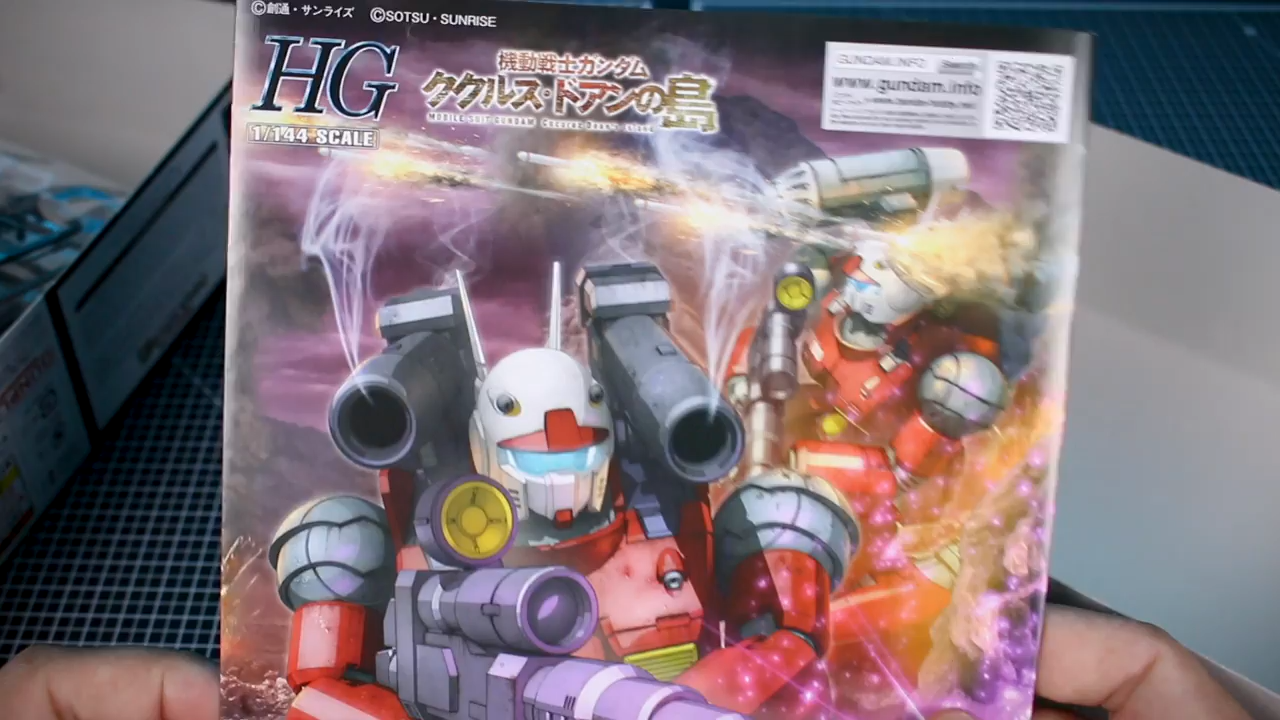 ©創通・サンライズ ©SOTSU・SUNRISE
HG
1/144 SCALE
機動戦士ガンダム
ククルス・ドアンの島
MOBILE SUIT GUNDAM Cucuruz Doan's Island
GUNDAM.INFO
www.gundam.info